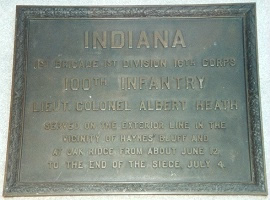 INDIANA
1ST BRIGADE 1ST DIVISION 16TH CORPS
100TH INFANTRY
LIEUT. COLONEL ALBERT HEATH
SERVED ON THE EXTERIOR LINE IN THE
VICINITY OF HAYNES' BLUFF AND
AT OAK RIDGE FROM ABOUT JUNE 12,
TO THE END OF THE SIEGE JULY 4.